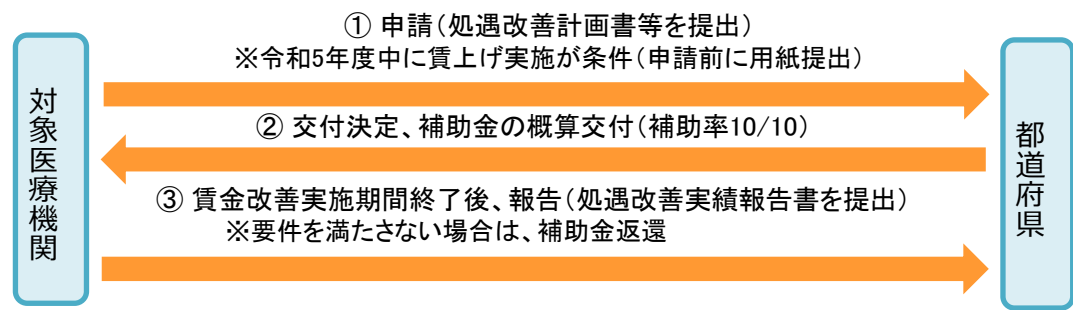 ① 申請(処遇改善計画書等を提出)
※令和5年度中に賃上げ実施が条件(申請前に用紙提出)
対象医療機関
② 交付決定、補助金の概算交付(補助率10/10)
都道府県
③ 賃金改善実施期間終了後、報告(処遇改善実績報告書を提出)
※要件を満たさない場合は、補助金返還